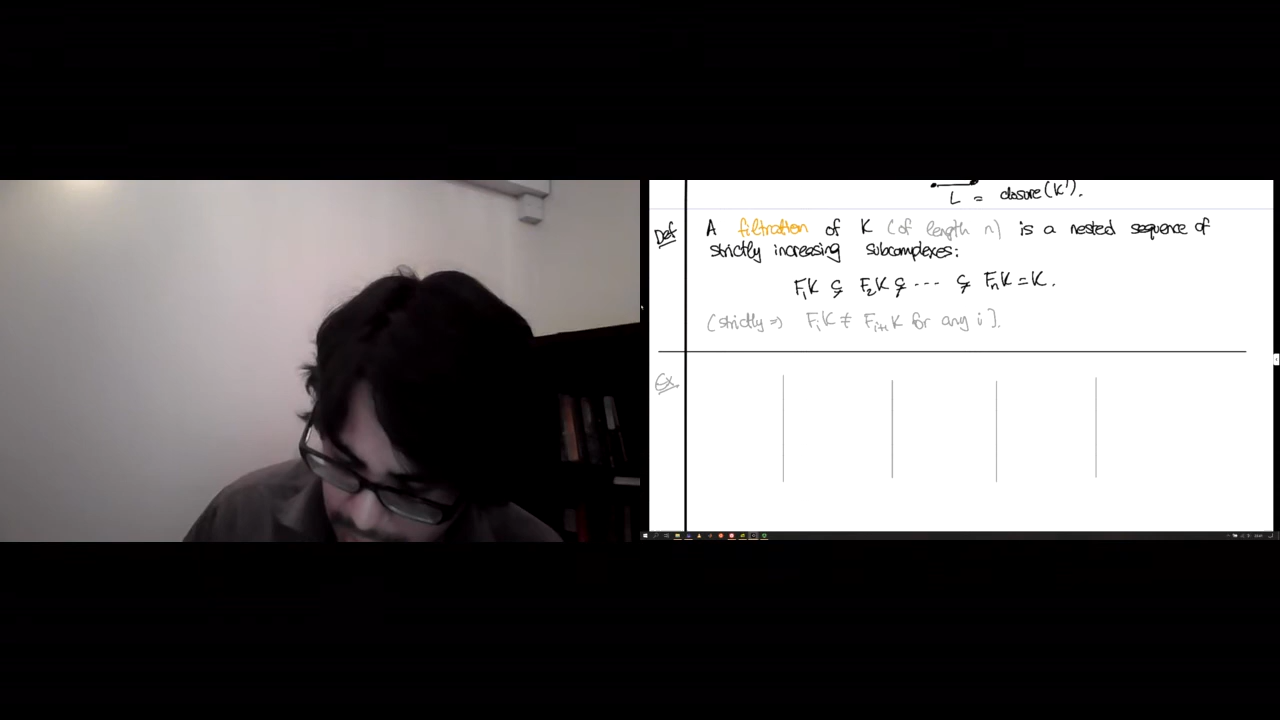 L = closure(K').
Def A filtration of K (of length n) is a nested sequence of
strictly increasing subcomplexes:
F₁K ⊊ F₂K ⊊ ··· ⊊ FₙK = K.
(strictly => FᵢK ≠ Fᵢ₊₁K for any i).
Ex